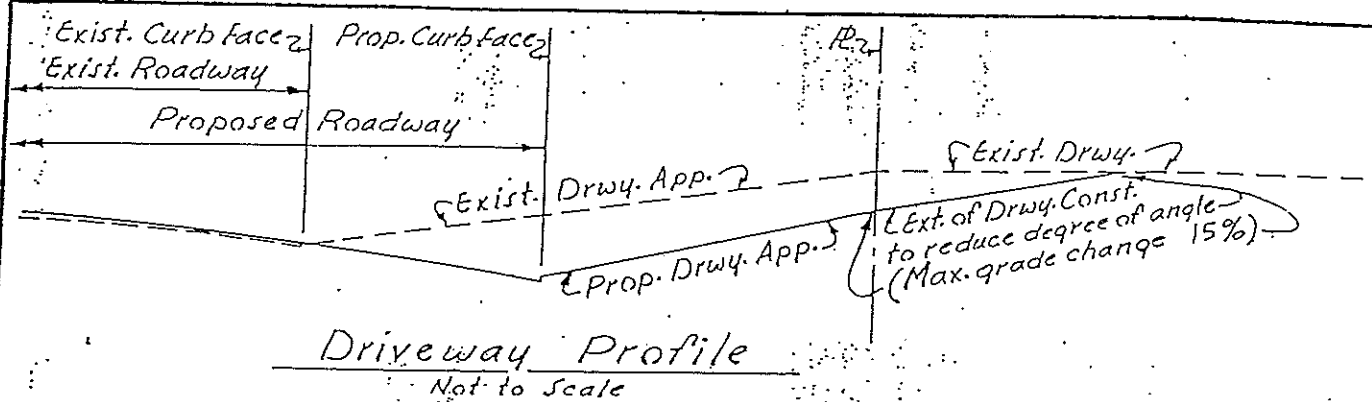 Exist. Curb Face
Prop. Curb Face
PL
Exist. Roadway
Proposed Roadway
Exist. Drwy. App.
Exist. Drwy.
Prop. Drwy. App.
Ext. of Drwy. Const.
to reduce degree of angle
(Max. grade change 15%)
Driveway Profile
Not to Scale